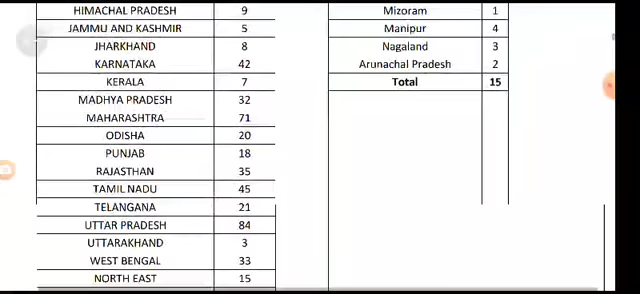 HIMACHAL PRADESH 9
JAMMU AND KASHMIR 5
JHARKHAND 8
KARNATAKA 42
KERALA 7
MADHYA PRADESH 32
MAHARASHTRA 71
ODISHA 20
PUNJAB 18
RAJASTHAN 35
TAMIL NADU 45
TELANGANA 21
UTTAR PRADESH 84
UTTARAKHAND 3
WEST BENGAL 33
NORTH EAST 15
Mizoram 1
Manipur 4
Nagaland 3
Arunachal Pradesh 2
Total 15